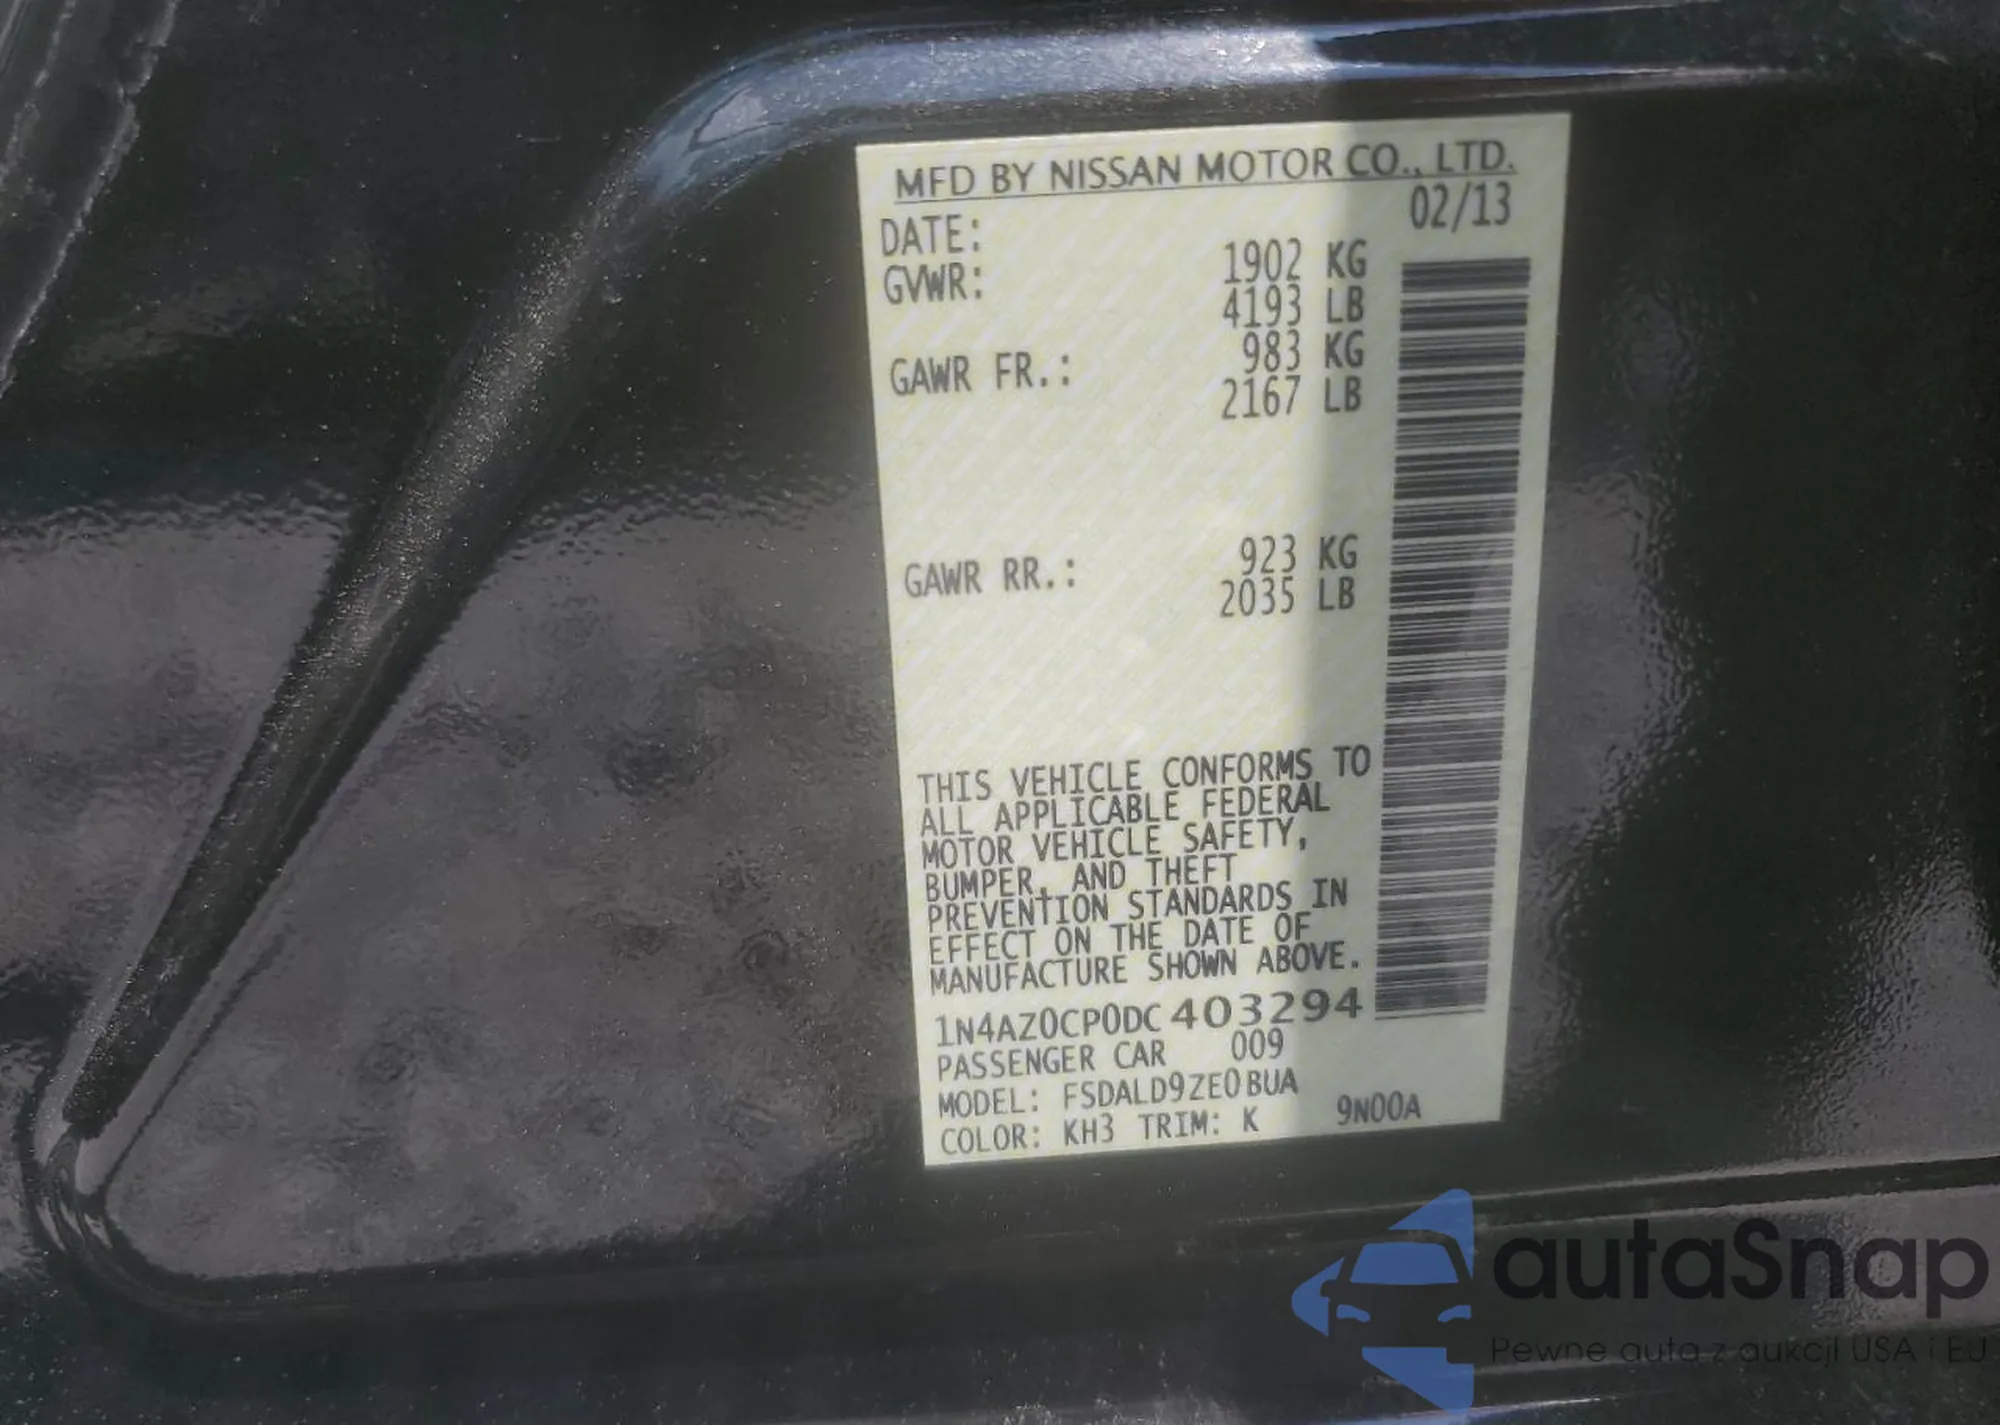 MFD BY NISSAN MOTOR CO., LTD.
DATE: 02/13
GVWR: 1902 KG
4193 LB
GAWR FR.: 983 KG
2167 LB
GAWR RR.: 923 KG
2035 LB
THIS VEHICLE CONFORMS TO
ALL APPLICABLE FEDERAL
MOTOR VEHICLE SAFETY,
BUMPER, AND THEFT
PREVENTION STANDARDS IN
EFFECT ON THE DATE OF
MANUFACTURE SHOWN ABOVE.
1N4AZ0CP0DC403294
PASSENGER CAR 009
MODEL: FSDALD9ZE0BUA
COLOR: KH3 TRIM: K 9N00A
autaSnap
Pewne auta z aukcji USA i EU